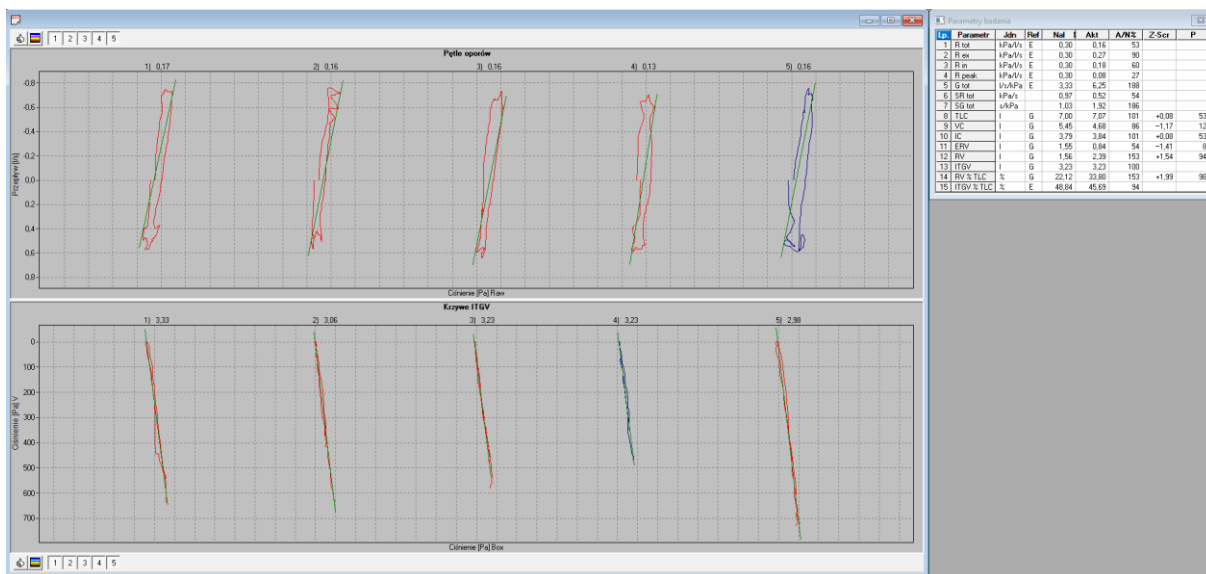 1 2 3 4 5
Pętle oporów
1) 0,17 2) 0,16 3) 0,16 4) 0,13 5) 0,16
-0,8
-0,6
-0,4
-0,2
0,0
0,2
0,4
0,6
0,8
Przepływ [l/s]
Ciśnienie [Pa] Raw
Krzywe ITGV
1) 3,33 2) 3,06 3) 3,23 4) 3,23 5) 2,98
0
100
200
300
400
500
600
700
Ciśnienie [Pa] V
Ciśnienie [Pa] Box
1 2 3 4 5
Parametry badania
Lp. Parametr Jdn Ref Nal Akt A/N% Z-Scr P
1 R tot kPa/l/s E 0,30 0,16 53
2 R ex kPa/l/s E 0,30 0,27 90
3 R in kPa/l/s E 0,30 0,18 60
4 R peak kPa/l/s E 0,30 0,08 27
5 G tot l/s/kPa E 3,33 6,25 188
6 SR tot kPa/s 0,97 0,52 54
7 SG tot s/kPa 1,03 1,92 186
8 TLC l G 7,00 7,07 101 +0,08 53
9 VC l G 5,45 4,68 86 −1,17 12
10 IC l G 3,79 3,84 101 +0,08 53
11 ERV l G 1,55 0,84 54 −1,41 8
12 RV l G 1,56 2,39 153 +1,54 94
13 ITGV l G 3,23 3,23 100
14 RV % TLC % G 22,12 33,80 153 +1,99 98
15 ITGV % TLC % E 48,84 45,69 94